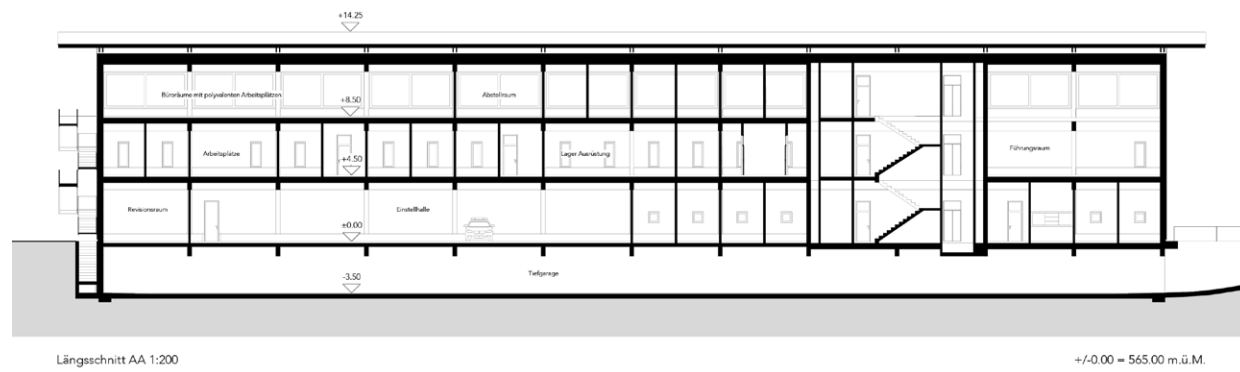 +14.25
Büroräume mit polyvalenten Arbeitsplätzen
Abstellraum
+8.50
Arbeitsplätze
Lager Ausrüstung
Führungsraum
+4.50
Revisionsraum
Einstellhalle
±0.00
Tiefgarage
-3.50
Längsschnitt AA 1:200
+/-0.00 = 565.00 m.ü.M.